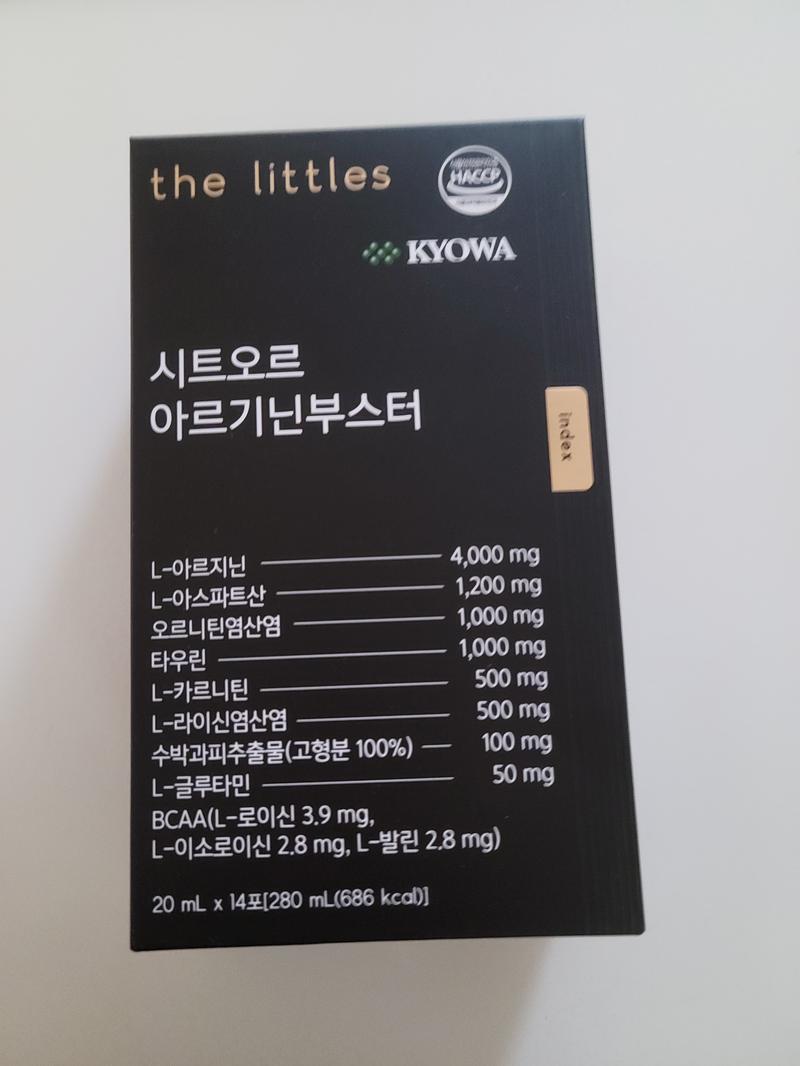 the littles
HACCP
KYOWA
시트오르
아르기닌부스터
index
L-아르지닌 4,000 mg
L-아스파트산 1,200 mg
오르니틴염산염 1,000 mg
타우린 1,000 mg
L-카르니틴 500 mg
L-라이신염산염 500 mg
수박과피추출물(고형분 100%) 100 mg
L-글루타민 50 mg
BCAA(L-로이신 3.9 mg,
L-이소로이신 2.8 mg, L-발린 2.8 mg)
20 mL x 14포[280 mL(686 kcal)]